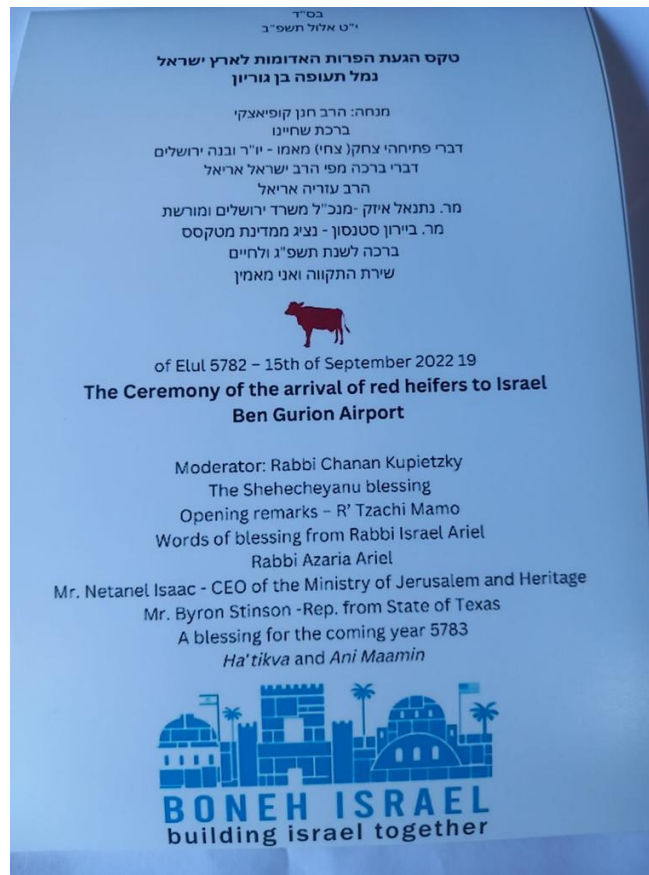 בס"ד
י"ט אלול תשפ"ב
טקס הגעת הפרות האדומות לארץ ישראל
נמל תעופה בן גוריון
מנחה: הרב חנן קופיאצקי
ברכת שחיינו
דברי פתיחהי צחק( צחי) מאמו - יו"ר ובנה ירושלים
דברי ברכה מפי הרב ישראל אריאל
הרב עזריה אריאל
מר. נתנאל איזק -מנכ"ל משרד ירושלים ומורשת
מר. ביירון סטנסון - נציג ממדינת מטקסס
ברכה לשנת תשפ"ג ולחיים
שירת התקווה ואני מאמין
of Elul 5782 – 15th of September 2022 19
The Ceremony of the arrival of red heifers to Israel
Ben Gurion Airport
Moderator: Rabbi Chanan Kupietzky
The Shehecheyanu blessing
Opening remarks – R' Tzachi Mamo
Words of blessing from Rabbi Israel Ariel
Rabbi Azaria Ariel
Mr. Netanel Isaac - CEO of the Ministry of Jerusalem and Heritage
Mr. Byron Stinson -Rep. from State of Texas
A blessing for the coming year 5783
Ha'tikva and Ani Maamin
BONEH ISRAEL
building israel together